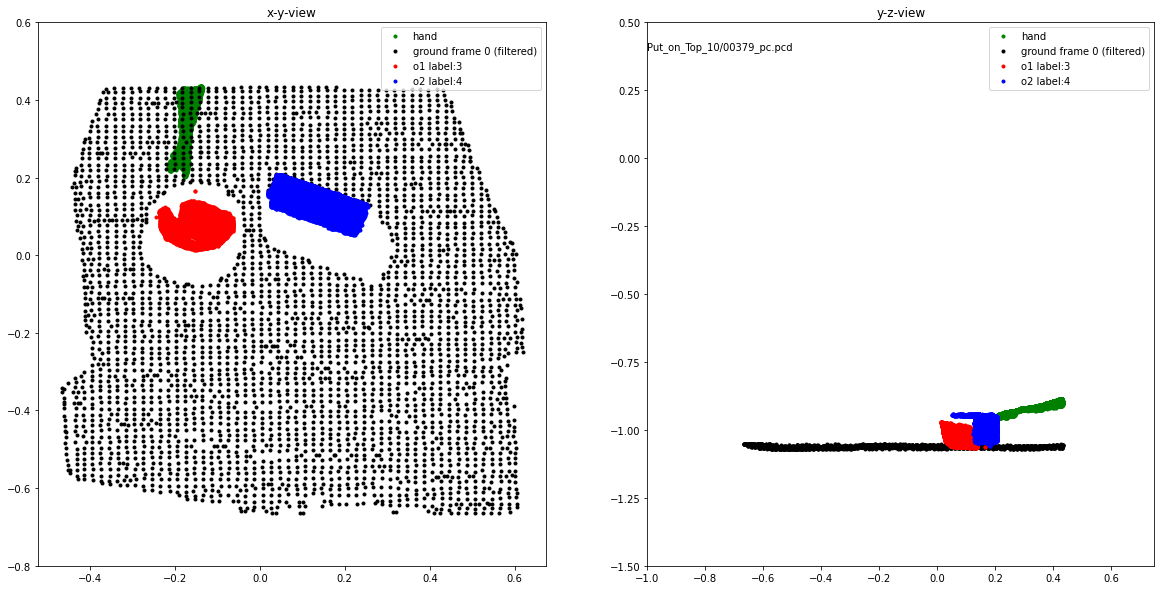 x-y-view
hand
ground frame 0 (filtered)
o1 label:3
o2 label:4
0.6
0.4
0.2
0.0
−0.2
−0.4
−0.6
−0.8
−0.4
−0.2
0.0
0.2
0.4
0.6
y-z-view
Put_on_Top_10/00379_pc.pcd
hand
ground frame 0 (filtered)
o1 label:3
o2 label:4
0.50
0.25
0.00
−0.25
−0.50
−0.75
−1.00
−1.25
−1.50
−1.0
−0.8
−0.6
−0.4
−0.2
0.0
0.2
0.4
0.6